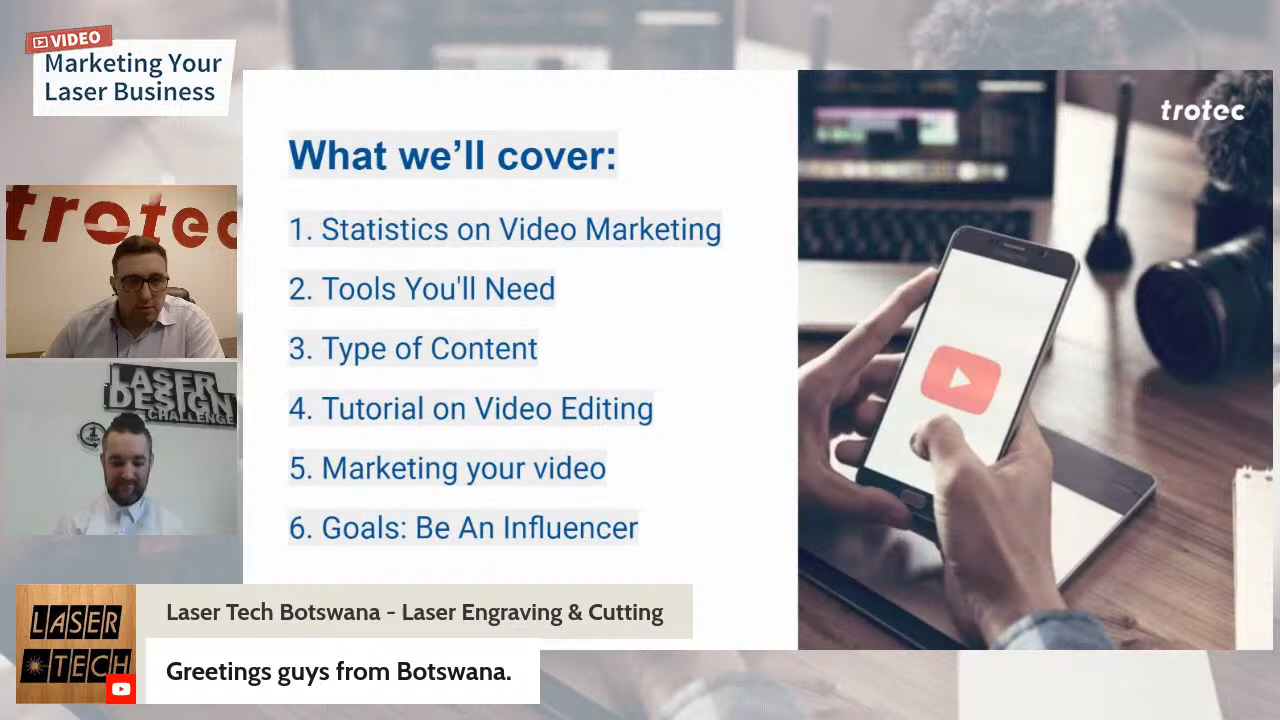 VIDEO
Marketing Your
Laser Business
trotec
What we'll cover:
1. Statistics on Video Marketing
2. Tools You'll Need
3. Type of Content
4. Tutorial on Video Editing
5. Marketing your video
6. Goals: Be An Influencer
trotec
LASER
DESIGN
CHALLENGE
1
LASER
TECH
Laser Tech Botswana - Laser Engraving & Cutting
Greetings guys from Botswana.